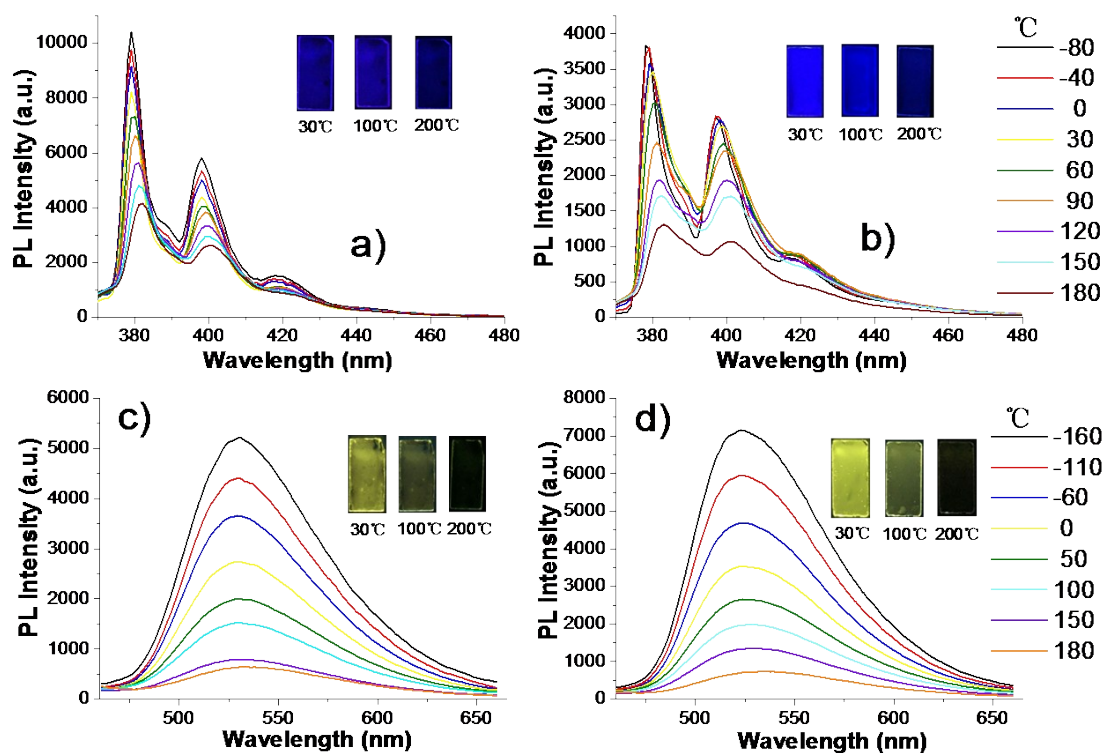 a)
PL Intensity (a.u.)
10000
8000
6000
4000
2000
0
30℃ 100℃ 200℃
380 400 420 440 460 480
Wavelength (nm)
b)
PL Intensity (a.u.)
4000
3500
3000
2500
2000
1500
1000
500
0
30℃ 100℃ 200℃
380 400 420 440 460 480
Wavelength (nm)
℃
-80
-40
0
30
60
90
120
150
180
c)
PL Intensity (a.u.)
6000
5000
4000
3000
2000
1000
0
30℃ 100℃ 200℃
500 550 600 650
Wavelength (nm)
d)
PL Intensity (a.u.)
8000
7000
6000
5000
4000
3000
2000
1000
0
30℃ 100℃ 200℃
500 550 600 650
Wavelength (nm)
℃
-160
-110
-60
0
50
100
150
180